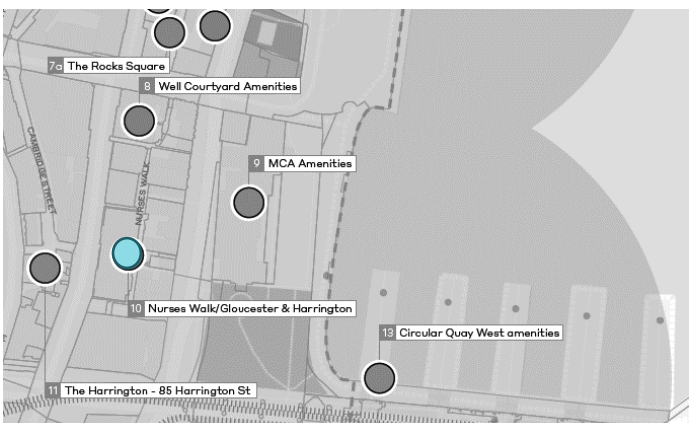 7a The Rocks Square
8 Well Courtyard Amenities
CAMBRIDGE STREET
NURSES WALK
9 MCA Amenities
10 Nurses Walk/Gloucester & Harrington
13 Circular Quay West amenities
11 The Harrington - 85 Harrington St